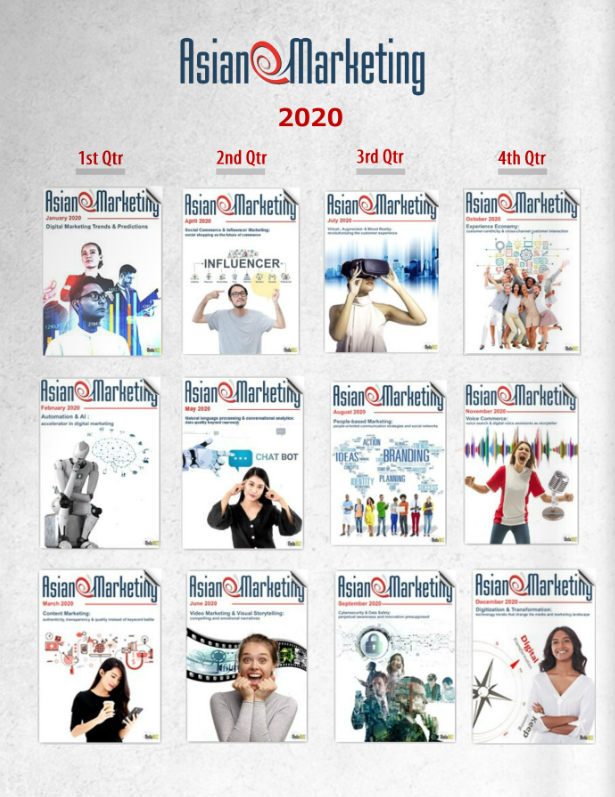 Asian Marketing
2020
1st Qtr
2nd Qtr
3rd Qtr
4th Qtr
Asian Marketing
January 2020
Digital Marketing Trends & Predictions
Asian Marketing
April 2020
Social Commerce & Influencer Marketing:
social shopping as the future of commerce
INFLUENCER
Asian Marketing
July 2020
Virtual, Augmented & Mixed Reality:
revolutionizing the customer experience
Asian Marketing
October 2020
Experience Economy:
customer-centricity & cross-channel customer interaction
Asian Marketing
February 2020
Automation & AI :
accelerator in digital marketing
Asian Marketing
May 2020
Natural language processing & conversational analytics:
data quality beyond
CHAT BOT
Asian Marketing
August 2020
People-based Marketing:
people-oriented communication strategies and social networks
ACTION
IDEAS
BRANDING
PLANNING
IDENTITY
SUCCESS
Asian Marketing
November 2020
Voice Commerce:
voice search & digital voice assistants as storyteller
Asian Marketing
March 2020
Content Marketing:
authenticity, transparency & quality instead of keyword battle
Asian Marketing
June 2020
Video Marketing & Visual Storytelling:
compelling and emotional narratives
Asian Marketing
September 2020
Cybersecurity & Data Safety:
perpetual awareness and innovation presupposed
Asian Marketing
December 2020
Digitization & Transformation:
technology trends that change the media and marketing landscape
Digital
Keep